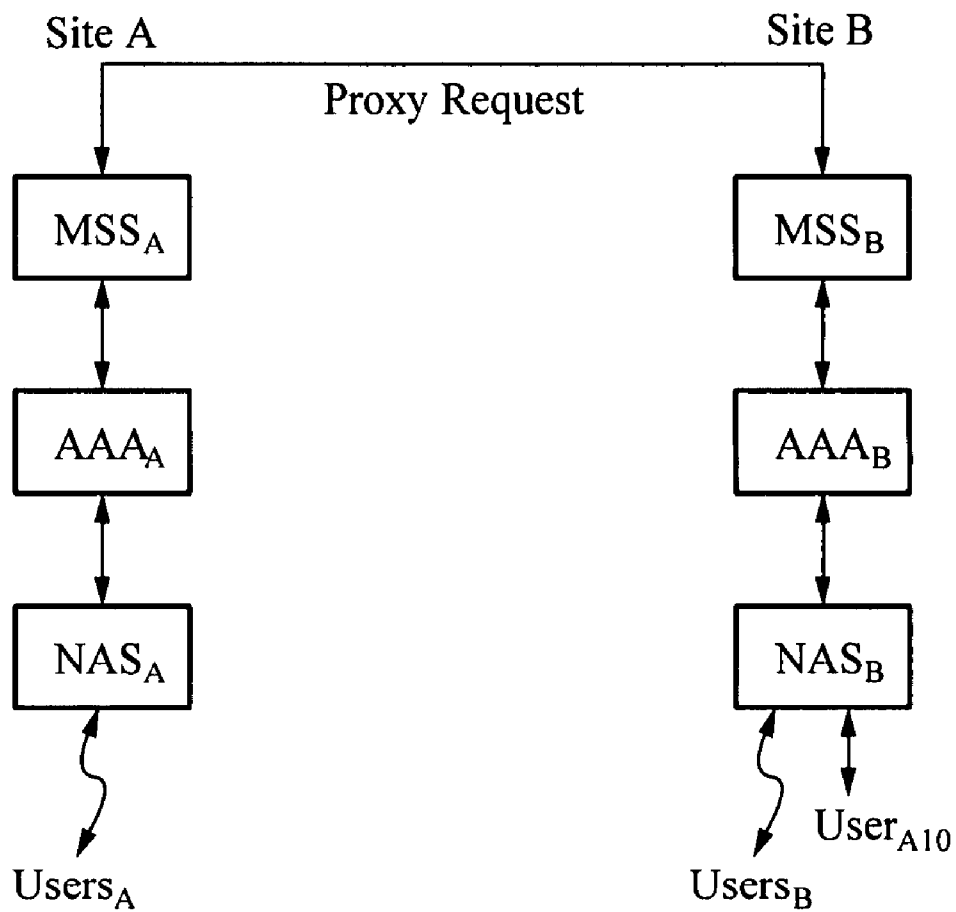 Site A
Site B
Proxy Request
MSS_A
MSS_B
AAA_A
AAA_B
NAS_A
NAS_B
User_A10
Users_A
Users_B